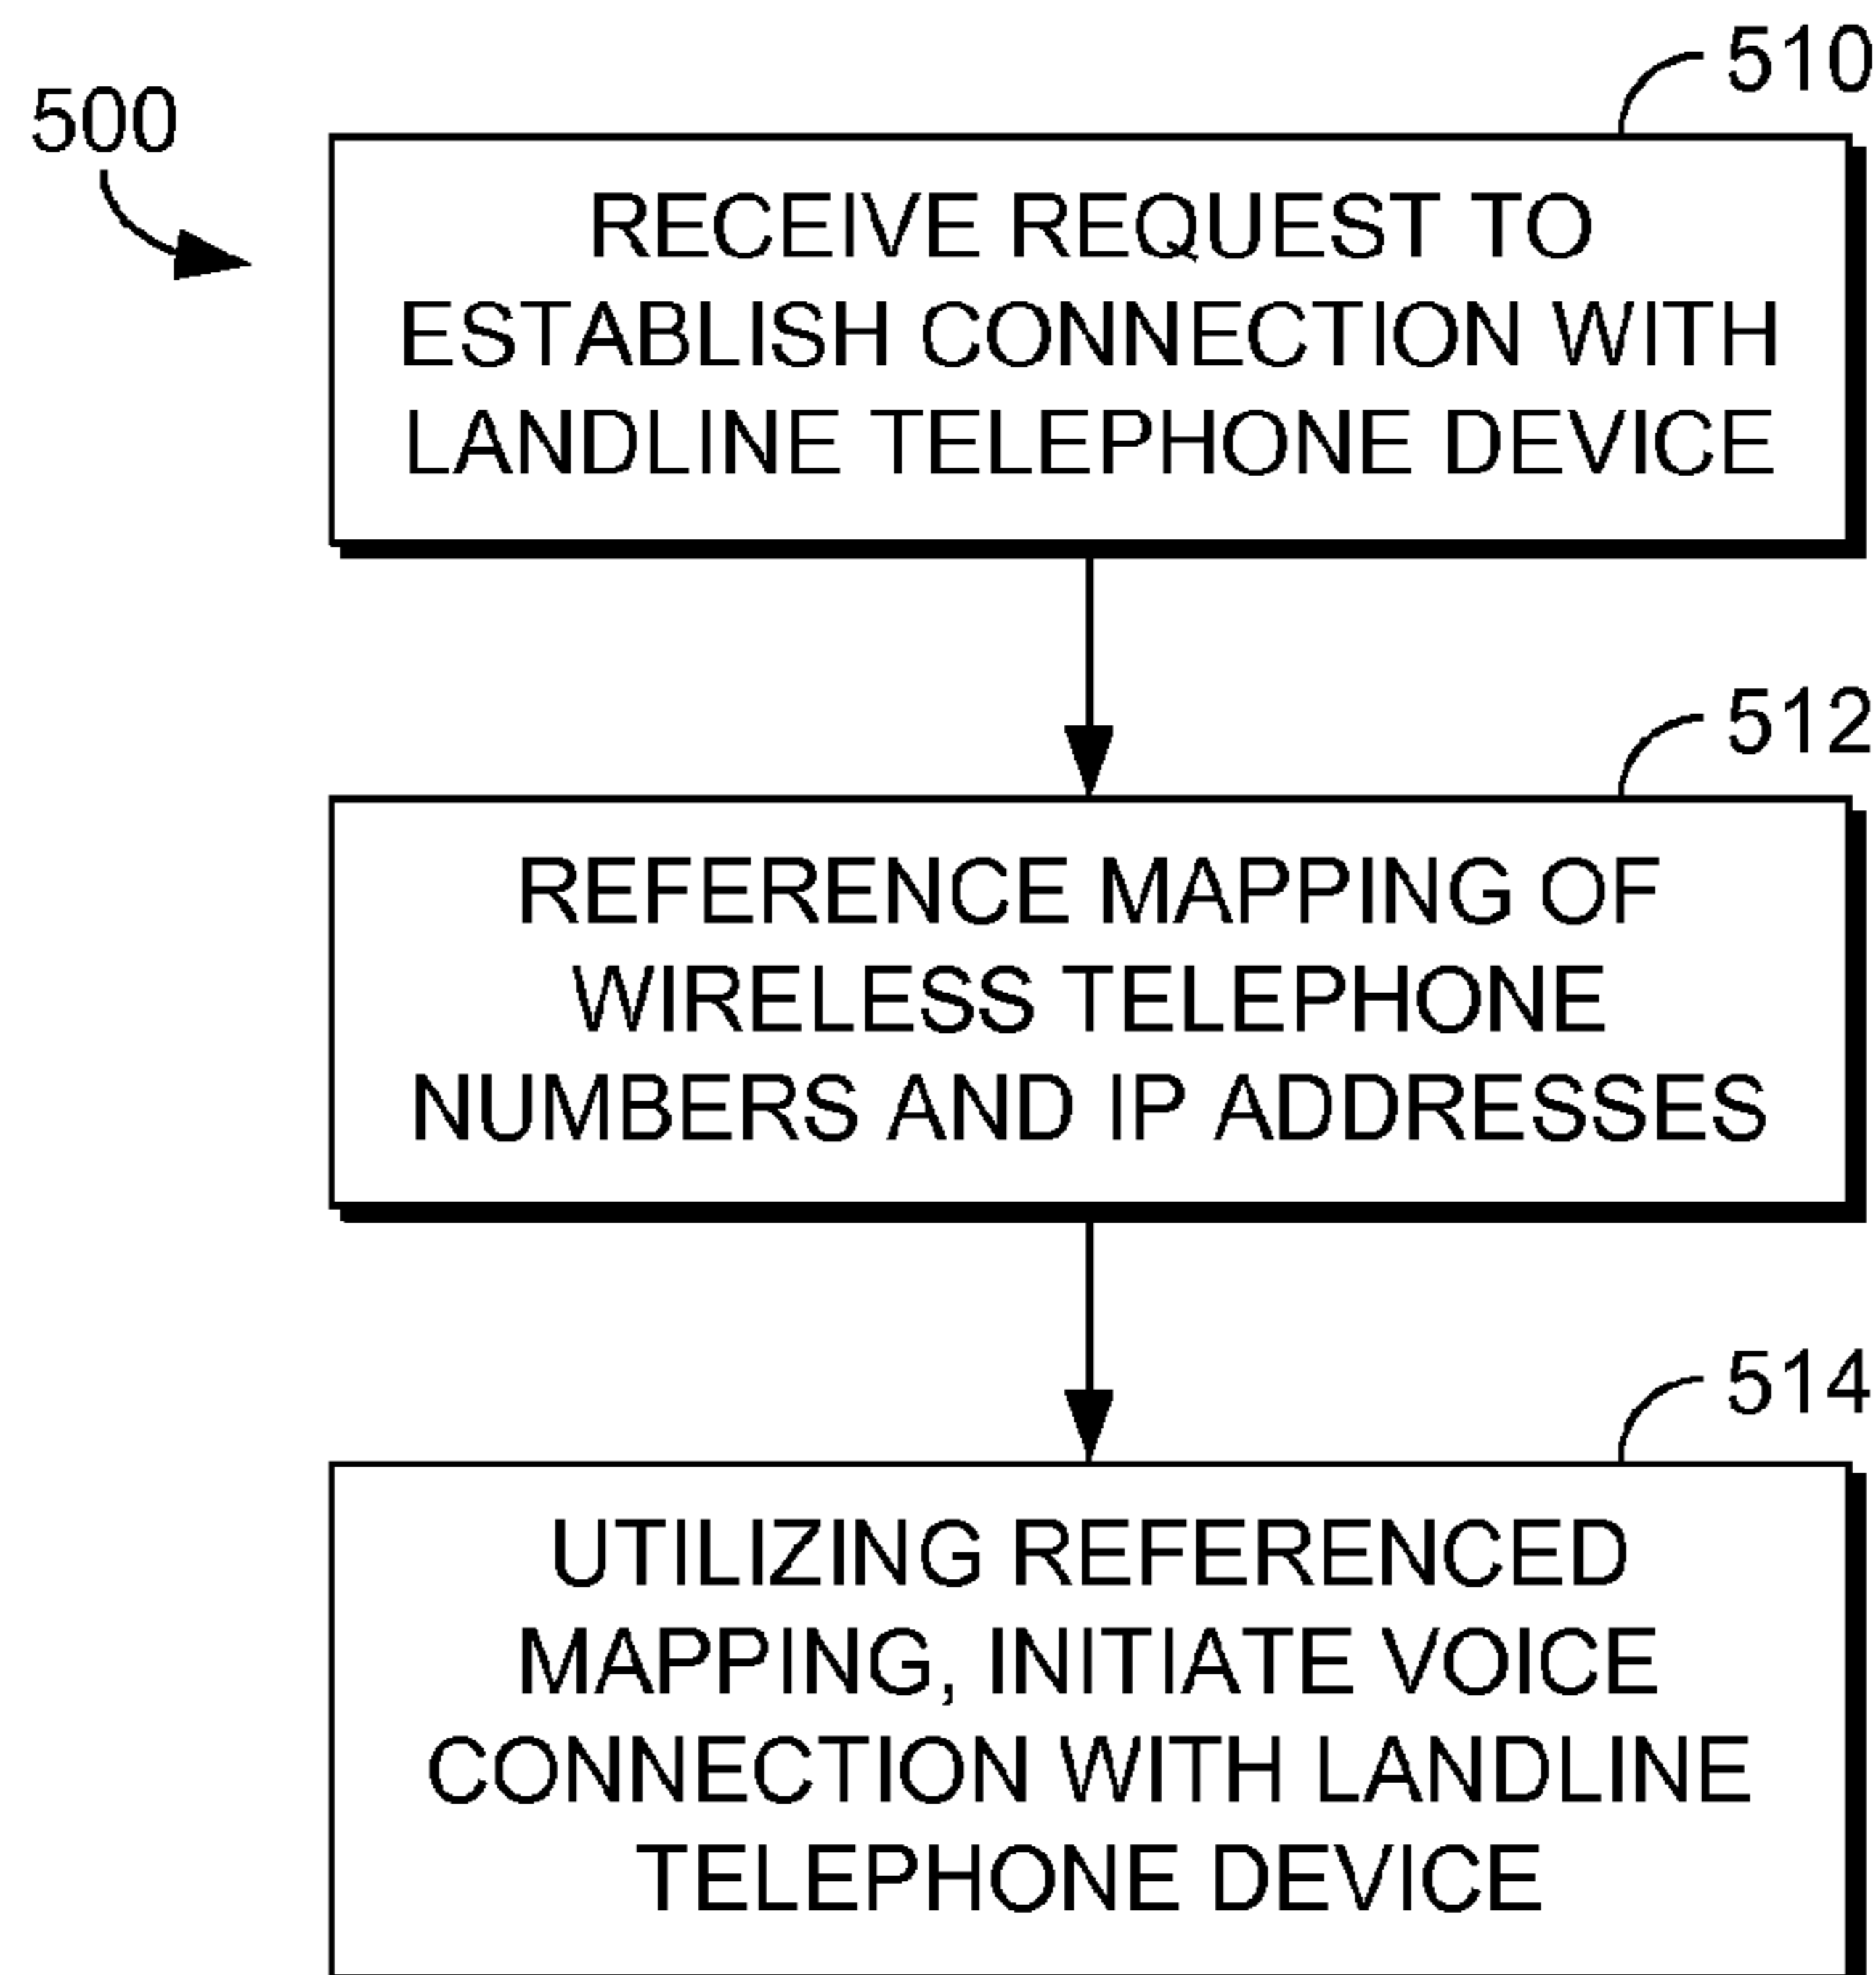 510
500
RECEIVE REQUEST TO
ESTABLISH CONNECTION WITH
LANDLINE TELEPHONE DEVICE
512
REFERENCE MAPPING OF
WIRELESS TELEPHONE
NUMBERS AND IP ADDRESSES
514
UTILIZING REFERENCED
MAPPING, INITIATE VOICE
CONNECTION WITH LANDLINE
TELEPHONE DEVICE